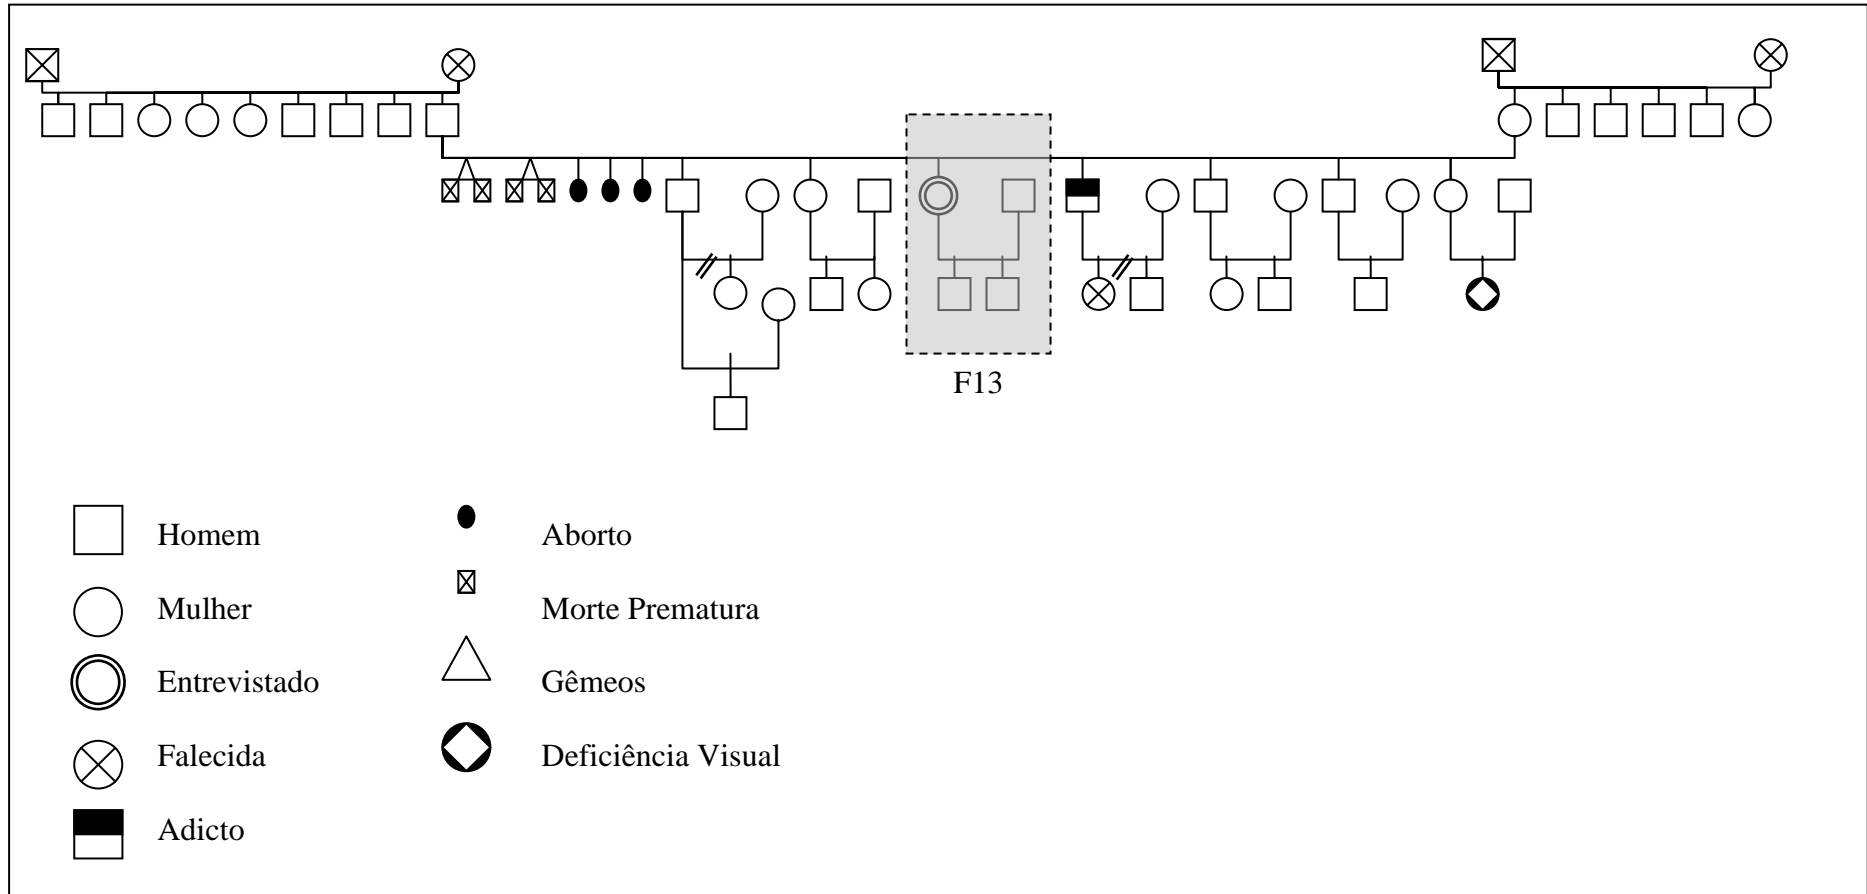 F13
Homem
Mulher
Entrevistado
Falecida
Adicto
Aborto
Morte Prematura
Gêmeos
Deficiência Visual